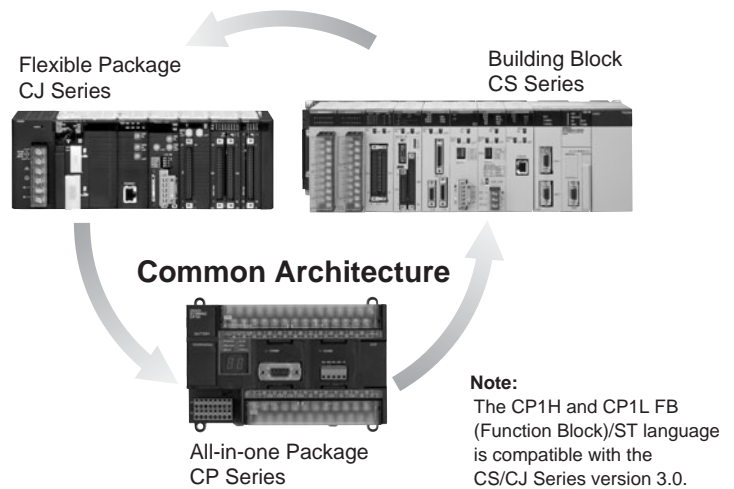 Flexible Package
CJ Series
Building Block
CS Series
Common Architecture
All-in-one Package
CP Series
Note:
The CP1H and CP1L FB
(Function Block)/ST language
is compatible with the
CS/CJ Series version 3.0.